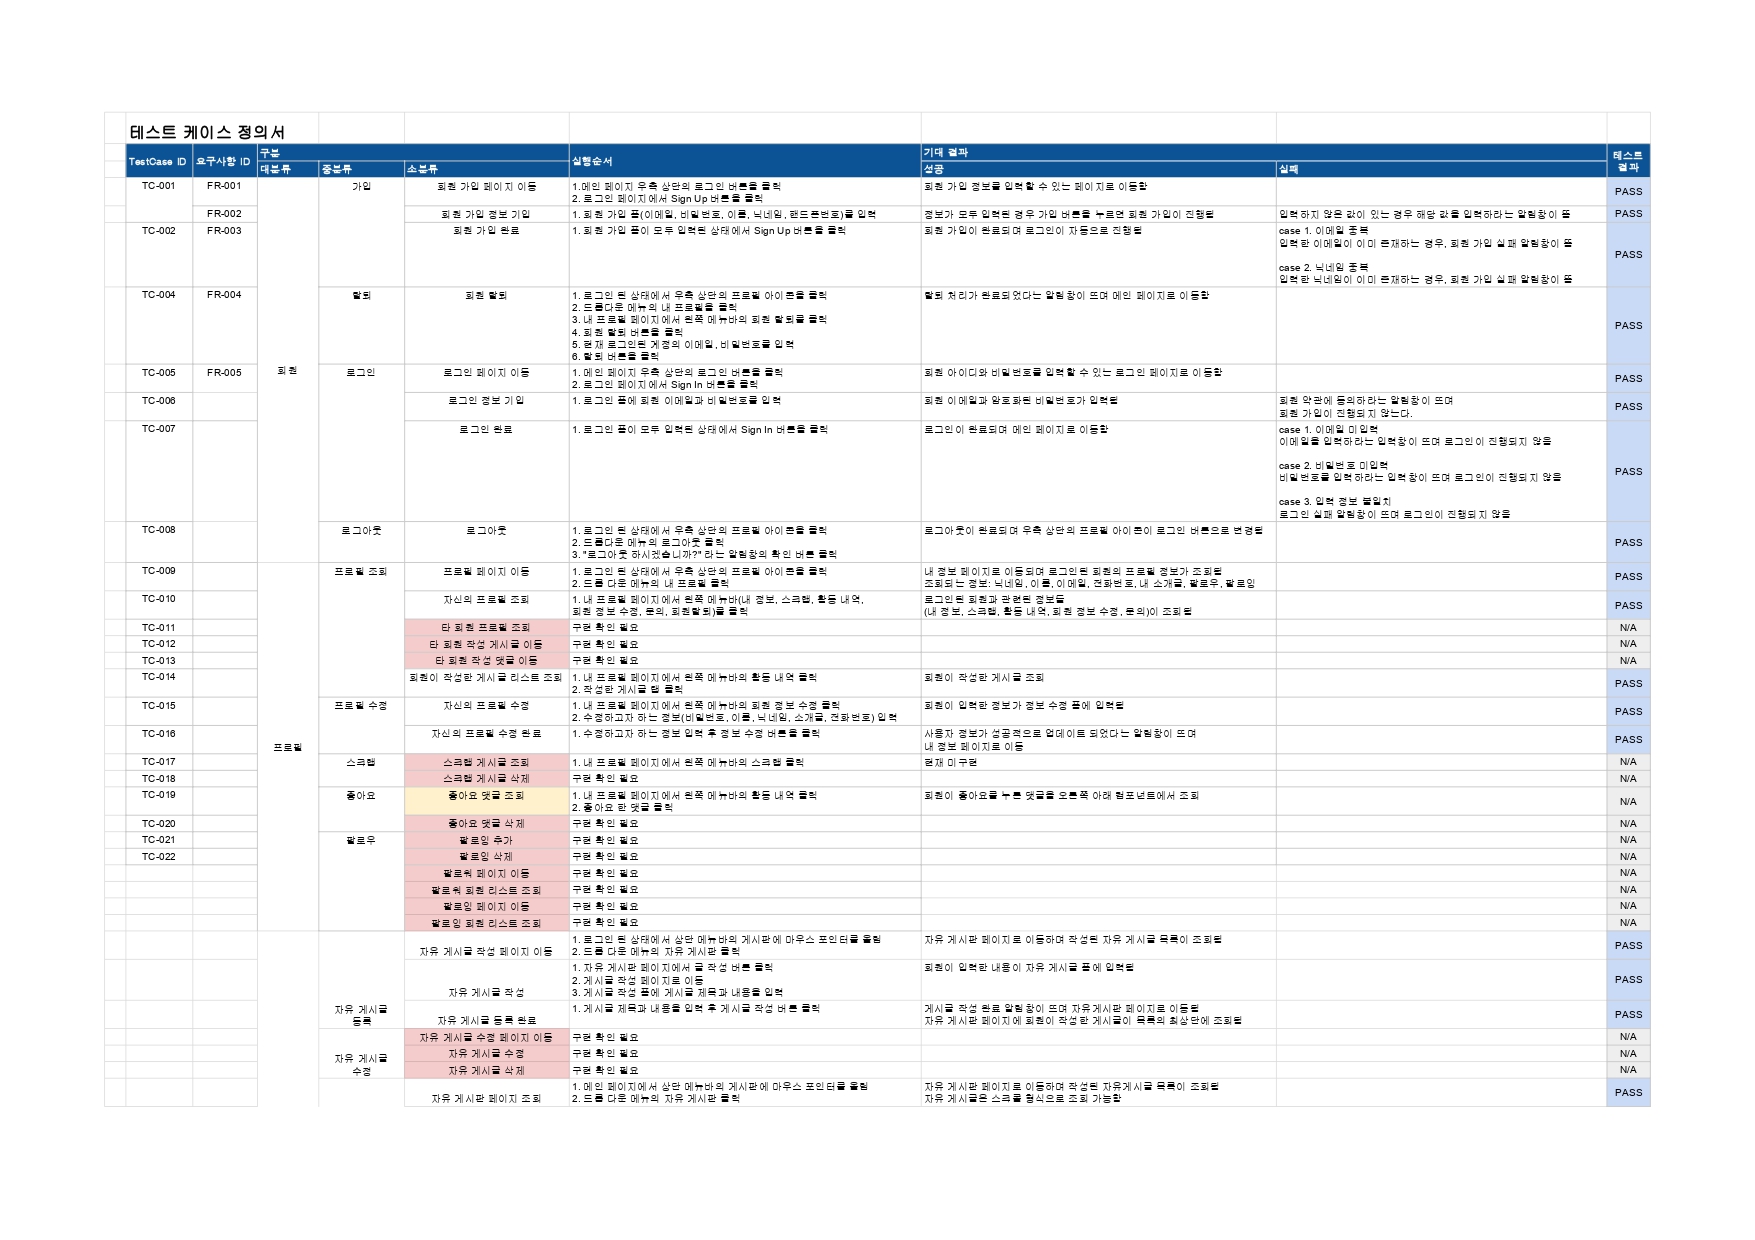 테스트 케이스 정의서
TestCase ID 요구사항 ID 구분 실행순서 기대 결과 테스트 결과
대분류 중분류 소분류 성공 실패
TC-001 FR-001 회원 가입 회원 가입 페이지 이동 1.메인 페이지 우측 상단의 로그인 버튼을 클릭 회원 가입 정보를 입력할 수 있는 페이지로 이동함 PASS
2. 로그인 페이지에서 Sign Up 버튼을 클릭
FR-002 회원 가입 정보 기입 1. 회원 가입 폼(이메일, 비밀번호, 이름, 닉네임, 핸드폰번호)를 입력 정보가 모두 입력된 경우 가입 버튼을 누르면 회원 가입이 진행됨 입력하지 않은 값이 있는 경우 해당 값을 입력하라는 알림창이 뜸 PASS
TC-002 FR-003 회원 가입 완료 1. 회원 가입 폼이 모두 입력된 상태에서 Sign Up 버튼을 클릭 회원 가입이 완료되며 로그인이 자동으로 진행됨 case 1. 이메일 중복
입력한 이메일이 이미 존재하는 경우, 회원 가입 실패 알림창이 뜸
case 2. 닉네임 중복
입력한 닉네임이 이미 존재하는 경우, 회원 가입 실패 알림창이 뜸
PASS
TC-004 FR-004 탈퇴 회원 탈퇴 1. 로그인 된 상태에서 우측 상단의 프로필 아이콘을 클릭 탈퇴 처리가 완료되었다는 알림창이 뜨며 메인 페이지로 이동함 PASS
2. 드롭다운 메뉴의 내 프로필을 클릭
3. 내 프로필 페이지에서 왼쪽 메뉴바의 회원 탈퇴를 클릭
4. 회원 탈퇴 버튼을 클릭
5. 현재 로그인된 계정의 이메일, 비밀번호를 입력
6. 탈퇴 버튼을 클릭
TC-005 FR-005 로그인 로그인 페이지 이동 1. 메인 페이지 우측 상단의 로그인 버튼을 클릭 회원 아이디와 비밀번호를 입력할 수 있는 로그인 페이지로 이동함 PASS
2. 로그인 페이지에서 Sign In 버튼을 클릭
TC-006 로그인 정보 기입 1. 로그인 폼에 회원 이메일과 비밀번호를 입력 회원 이메일과 암호화된 비밀번호가 입력됨 회원 약관에 동의하라는 알림창이 뜨며 PASS
회원 가입이 진행되지 않는다.
TC-007 로그인 완료 1. 로그인 폼이 모두 입력된 상태에서 Sign In 버튼을 클릭 로그인이 완료되며 메인 페이지로 이동함 case 1. 이메일 미입력
이메일을 입력하라는 입력창이 뜨며 로그인이 진행되지 않음
case 2. 비밀번호 미입력
비밀번호를 입력하라는 입력창이 뜨며 로그인이 진행되지 않음
case 3. 입력 정보 불일치
로그인 실패 알림창이 뜨며 로그인이 진행되지 않음
PASS
TC-008 로그아웃 로그아웃 1. 로그인 된 상태에서 우측 상단의 프로필 아이콘을 클릭 로그아웃이 완료되며 우측 상단의 프로필 아이콘이 로그인 버튼으로 변경됨 PASS
2. 드롭다운 메뉴의 로그아웃 클릭
3. "로그아웃 하시겠습니까?" 라는 알림창의 확인 버튼 클릭
TC-009 프로필 프로필 조회 프로필 페이지 이동 1. 로그인 된 상태에서 우측 상단의 프로필 아이콘을 클릭 내 정보 페이지로 이동되며 로그인된 회원의 프로필 정보가 조회됨 PASS
2. 드롭 다운 메뉴의 내 프로필 클릭 조회되는 정보: 닉네임, 이름, 이메일, 전화번호, 내 소개글, 팔로우, 팔로잉
TC-010 자신의 프로필 조회 1. 내 프로필 페이지에서 왼쪽 메뉴바(내 정보, 스크랩, 활동 내역, 로그인된 회원과 관련된 정보들 PASS
회원 정보 수정, 문의, 회원탈퇴)를 클릭 (내 정보, 스크랩, 활동 내역, 회원 정보 수정, 문의)이 조회됨
TC-011 타 회원 프로필 조회 구현 확인 필요 N/A
TC-012 타 회원 작성 게시글 이동 구현 확인 필요 N/A
TC-013 타 회원 작성 댓글 이동 구현 확인 필요 N/A
TC-014 회원이 작성한 게시글 리스트 조회 1. 내 프로필 페이지에서 왼쪽 메뉴바의 활동 내역 클릭 회원이 작성한 게시글 조회 PASS
2. 작성한 게시글 탭 클릭
TC-015 프로필 수정 자신의 프로필 수정 1. 내 프로필 페이지에서 왼쪽 메뉴바의 회원 정보 수정 클릭 회원이 입력한 정보가 정보 수정 폼에 입력됨 PASS
2. 수정하고자 하는 정보(비밀번호, 이름, 닉네임, 소개글, 전화번호) 입력
TC-016 자신의 프로필 수정 완료 1. 수정하고자 하는 정보 입력 후 정보 수정 버튼을 클릭 사용자 정보가 성공적으로 업데이트 되었다는 알림창이 뜨며 PASS
내 정보 페이지로 이동
TC-017 스크랩 스크랩 게시글 조회 1. 내 프로필 페이지에서 왼쪽 메뉴바의 스크랩 클릭 현재 미구현 N/A
TC-018 스크랩 게시글 삭제 구현 확인 필요 N/A
TC-019 좋아요 좋아요 댓글 조회 1. 내 프로필 페이지에서 왼쪽 메뉴바의 활동 내역 클릭 회원이 좋아요를 누른 댓글을 오른쪽 아래 컴포넌트에서 조회 N/A
2. 좋아요 한 댓글 클릭
TC-020 좋아요 댓글 삭제 구현 확인 필요 N/A
TC-021 팔로우 팔로잉 추가 구현 확인 필요 N/A
TC-022 팔로잉 삭제 구현 확인 필요 N/A
팔로워 페이지 이동 구현 확인 필요 N/A
팔로워 회원 리스트 조회 구현 확인 필요 N/A
팔로잉 페이지 이동 구현 확인 필요 N/A
팔로잉 회원 리스트 조회 구현 확인 필요 N/A
자유 게시글 작성 페이지 이동 1. 로그인 된 상태에서 상단 메뉴바의 게시판에 마우스 포인터를 올림 자유 게시판 페이지로 이동하며 작성된 자유 게시글 목록이 조회됨 PASS
2. 드롭 다운 메뉴의 자유 게시판 클릭
자유 게시글 작성 1. 자유 게시판 페이지에서 글 작성 버튼 클릭 회원이 입력한 내용이 자유 게시글 폼에 입력됨 PASS
2. 게시글 작성 페이지로 이동
3. 게시글 작성 폼에 게시글 제목과 내용을 입력
자유 게시글 등록 자유 게시글 등록 완료 1. 게시글 제목과 내용을 입력 후 게시글 작성 버튼 클릭 게시글 작성 완료 알림창이 뜨며 자유게시판 페이지로 이동됨 PASS
자유 게시판 페이지에 회원이 작성한 게시글이 목록의 최상단에 조회됨
자유 게시글 수정 페이지 이동 구현 확인 필요 N/A
자유 게시글 수정 자유 게시글 수정 구현 확인 필요 N/A
자유 게시글 삭제 구현 확인 필요 N/A
자유 게시판 페이지 조회 1. 메인 페이지에서 상단 메뉴바의 게시판에 마우스 포인터를 올림 자유 게시판 페이지로 이동하며 작성된 자유게시글 목록이 조회됨 PASS
2. 드롭 다운 메뉴의 자유 게시판 클릭 자유 게시글은 스크롤 형식으로 조회 가능함